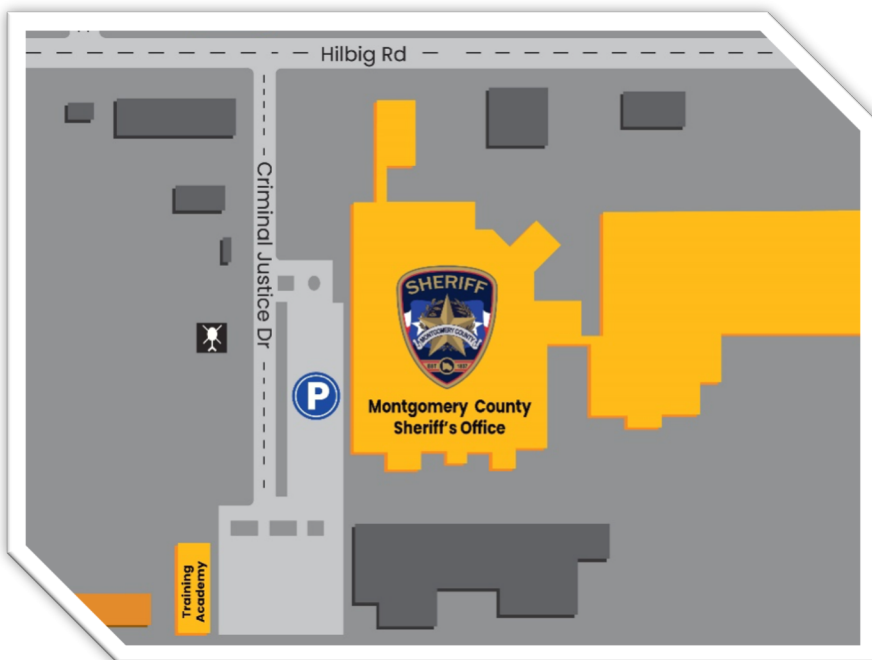 Hilbig Rd
Criminal Justice Dr
SHERIFF
MONTGOMERY COUNTY
P
Montgomery County
Sheriff's Office
Training
Academy